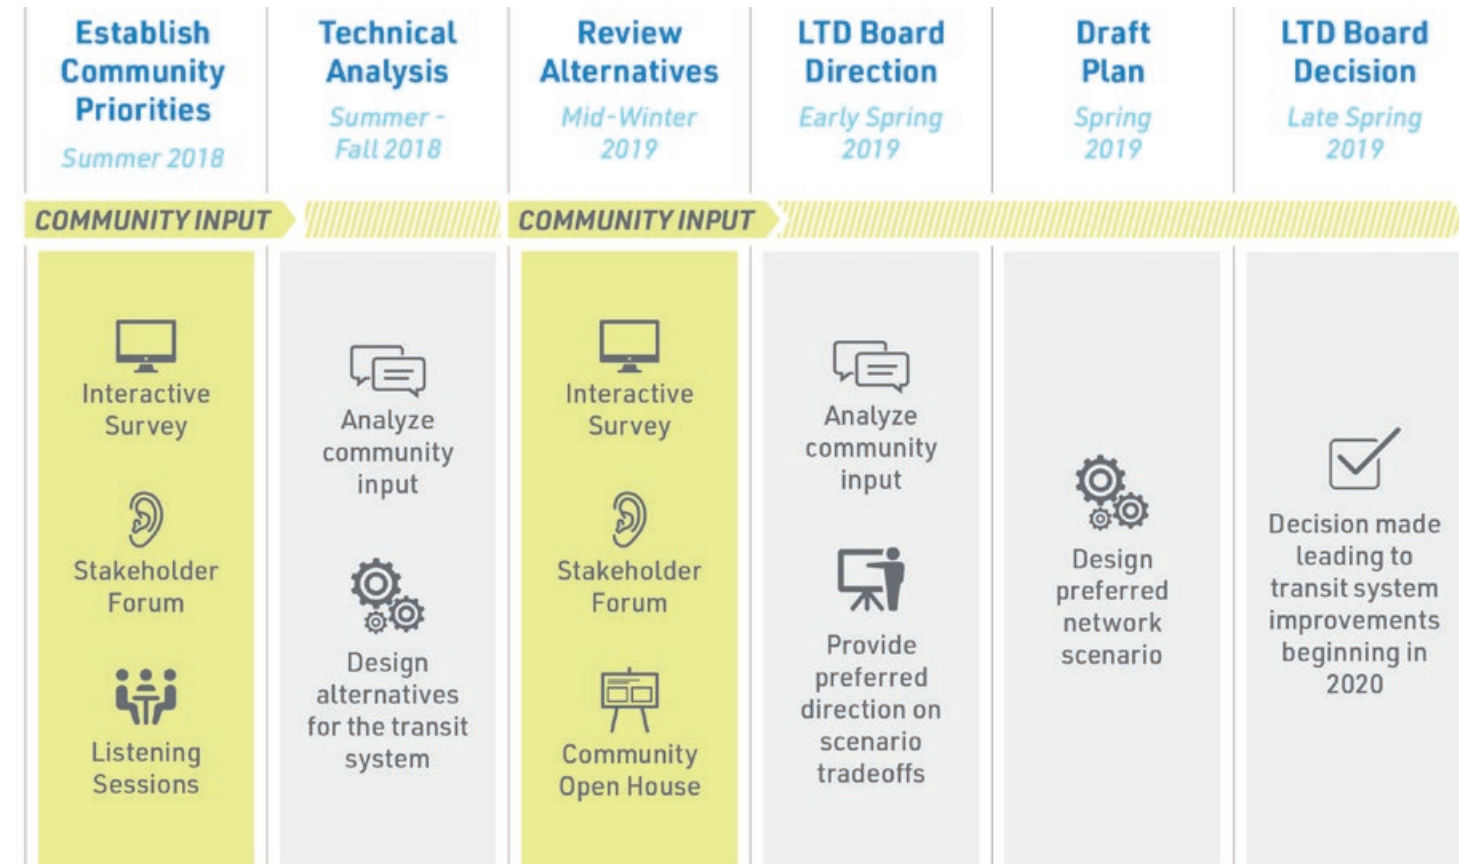 Establish
Community
Priorities
Summer 2018
Technical
Analysis
Summer -
Fall 2018
Review
Alternatives
Mid-Winter
2019
LTD Board
Direction
Early Spring
2019
Draft
Plan
Spring
2019
LTD Board
Decision
Late Spring
2019
COMMUNITY INPUT
COMMUNITY INPUT
Interactive
Survey
Stakeholder
Forum
Listening
Sessions
Analyze
community
input
Design
alternatives
for the transit
system
Interactive
Survey
Stakeholder
Forum
Community
Open House
Analyze
community
input
Provide
preferred
direction on
scenario
tradeoffs
Design
preferred
network
scenario
Decision made
leading to
transit system
improvements
beginning in
2020